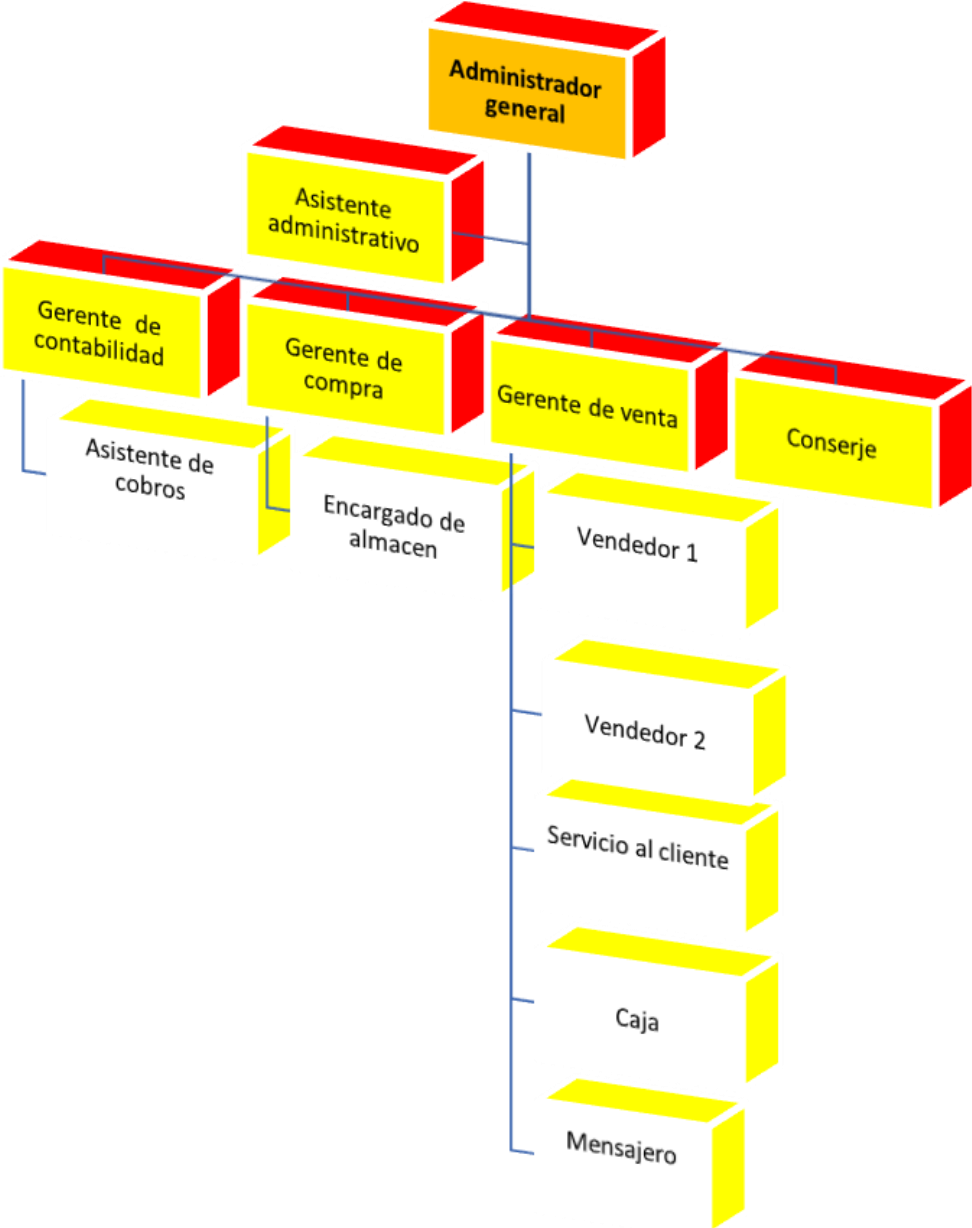 Administrador
general
Asistente
administrativo
Gerente de
contabilidad
Gerente de
compra
Gerente de venta
Conserje
Asistente de
cobros
Encargado de
almacen
Vendedor 1
Vendedor 2
Servicio al cliente
Caja
Mensajero